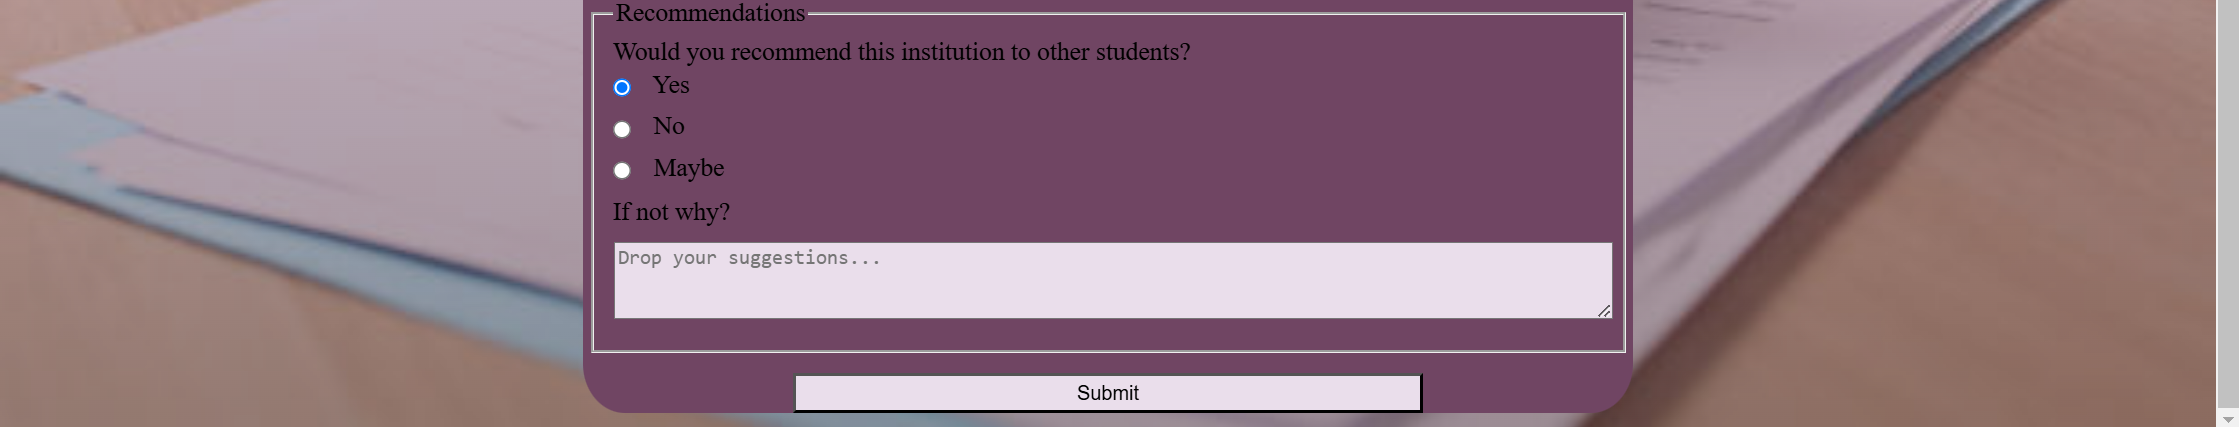 Recommendations
Would you recommend this institution to other students?
Yes
No
Maybe
If not why?
Drop your suggestions...
Submit